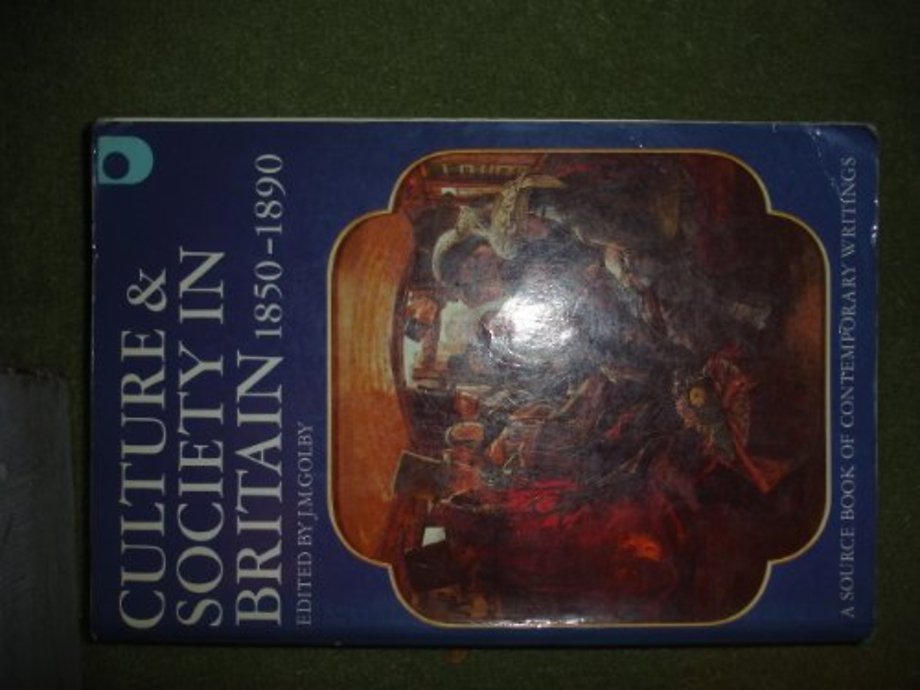 CULTURE &
SOCIETY IN
BRITAIN 1850-1890
EDITED BY J.M.GOLBY
A SOURCE BOOK OF CONTEMPORARY WRITINGS